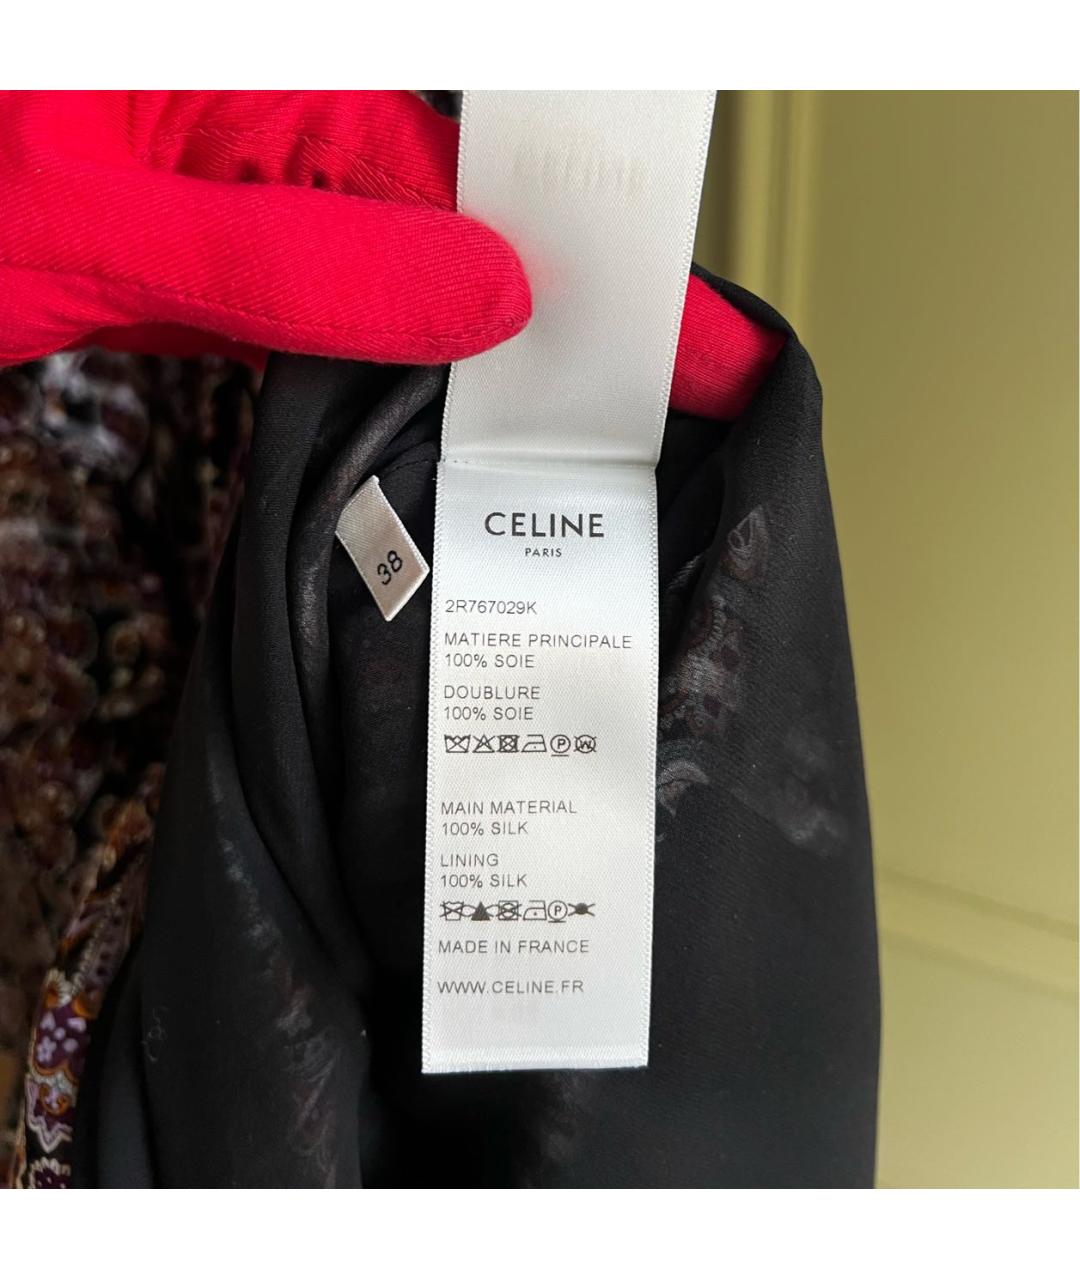 CELINE
PARIS
38
2R767029K
MATIERE PRINCIPALE
100% SOIE
DOUBLURE
100% SOIE
MAIN MATERIAL
100% SILK
LINING
100% SILK
MADE IN FRANCE
WWW.CELINE.FR